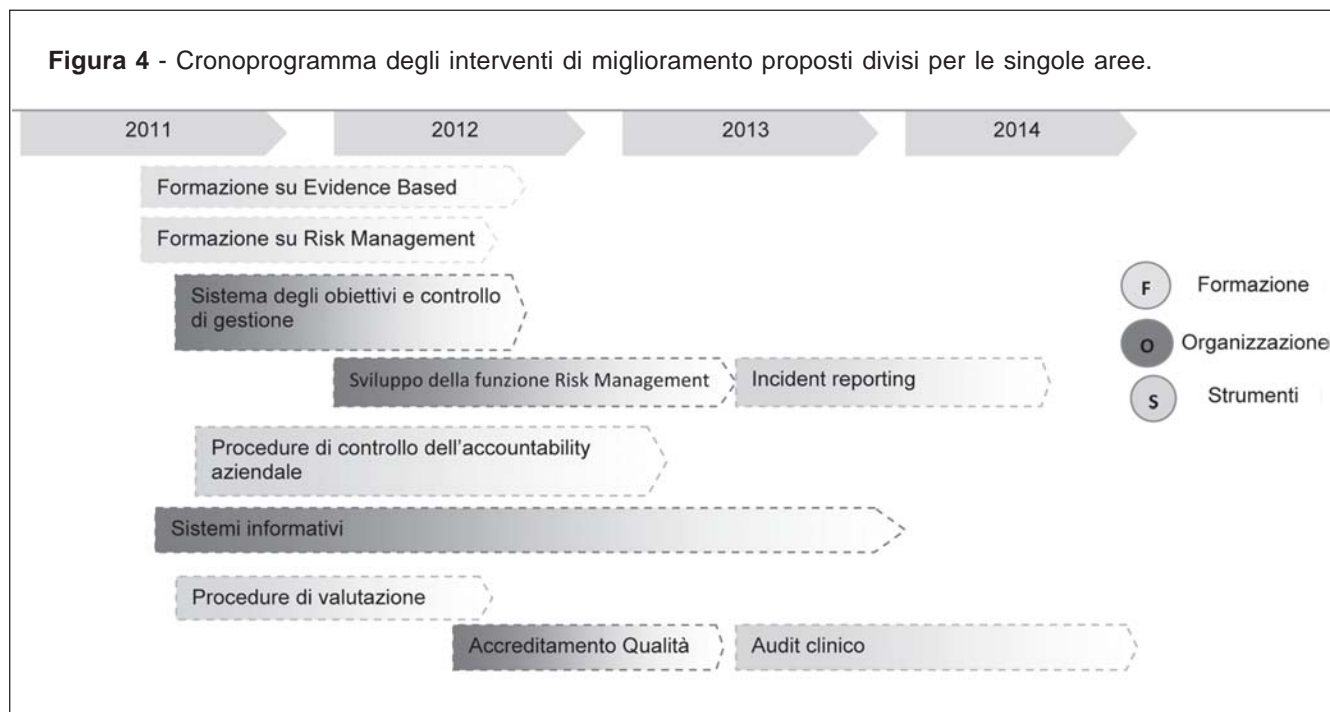 Figura 4 - Cronoprogramma degli interventi di miglioramento proposti divisi per le singole aree.
2011 2012 2013 2014
Formazione su Evidence Based
Formazione su Risk Management
Sistema degli obiettivi e controllo
di gestione
Sviluppo della funzione Risk Management
Incident reporting
Procedure di controllo dell'accountability
aziendale
Sistemi informativi
Procedure di valutazione
Accreditamento Qualità
Audit clinico
F Formazione
O Organizzazione
S Strumenti